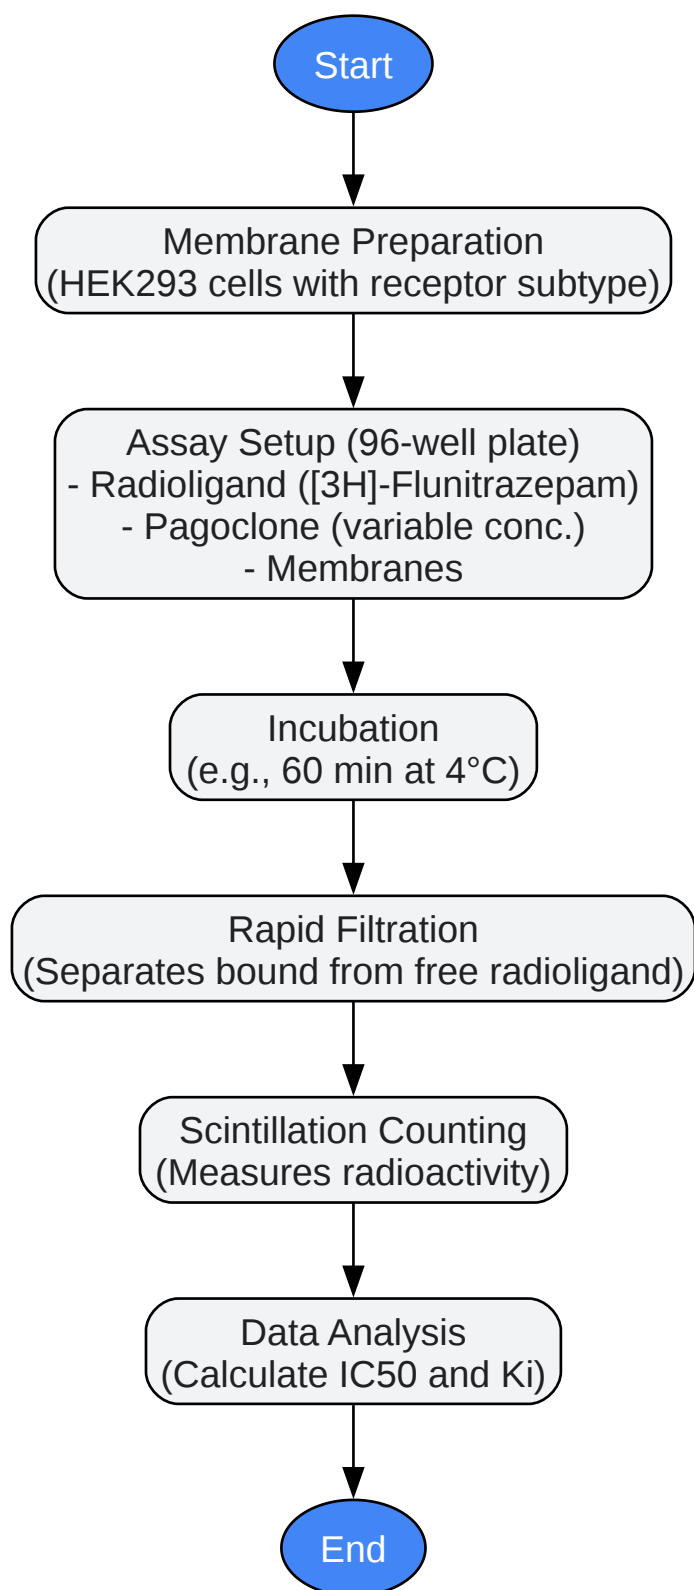 Start
Membrane Preparation
(HEK293 cells with receptor subtype)
Assay Setup (96-well plate)
- Radioligand ([3H]-Flunitrazepam)
- Pagoclone (variable conc.)
- Membranes
Incubation
(e.g., 60 min at 4°C)
Rapid Filtration
(Separates bound from free radioligand)
Scintillation Counting
(Measures radioactivity)
Data Analysis
(Calculate IC50 and Ki)
End